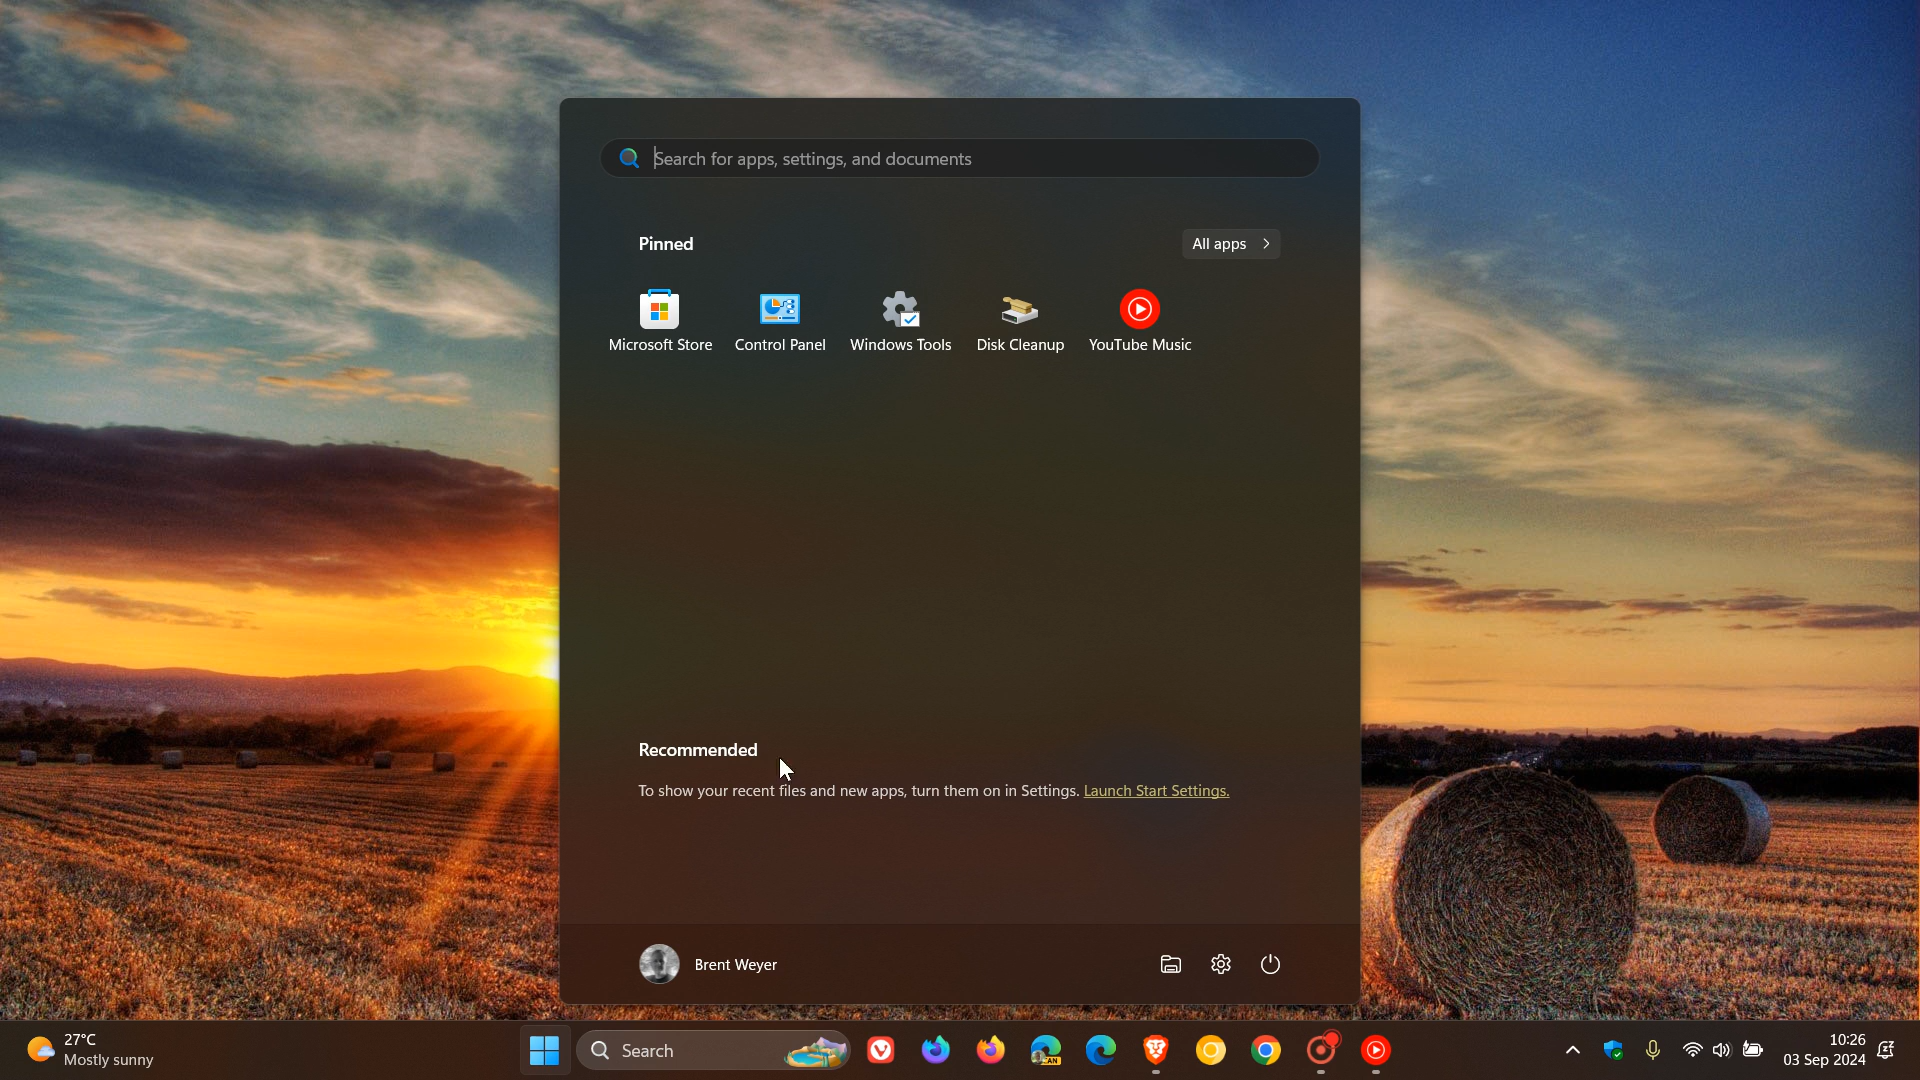 Search for apps, settings, and documents
Pinned
All apps
Microsoft Store
Control Panel
Windows Tools
Disk Cleanup
YouTube Music
Recommended
To show your recent files and new apps, turn them on in Settings. Launch Start Settings.
Brent Weyer
27°C
Mostly sunny
Search
CAN
10:26
03 Sep 2024